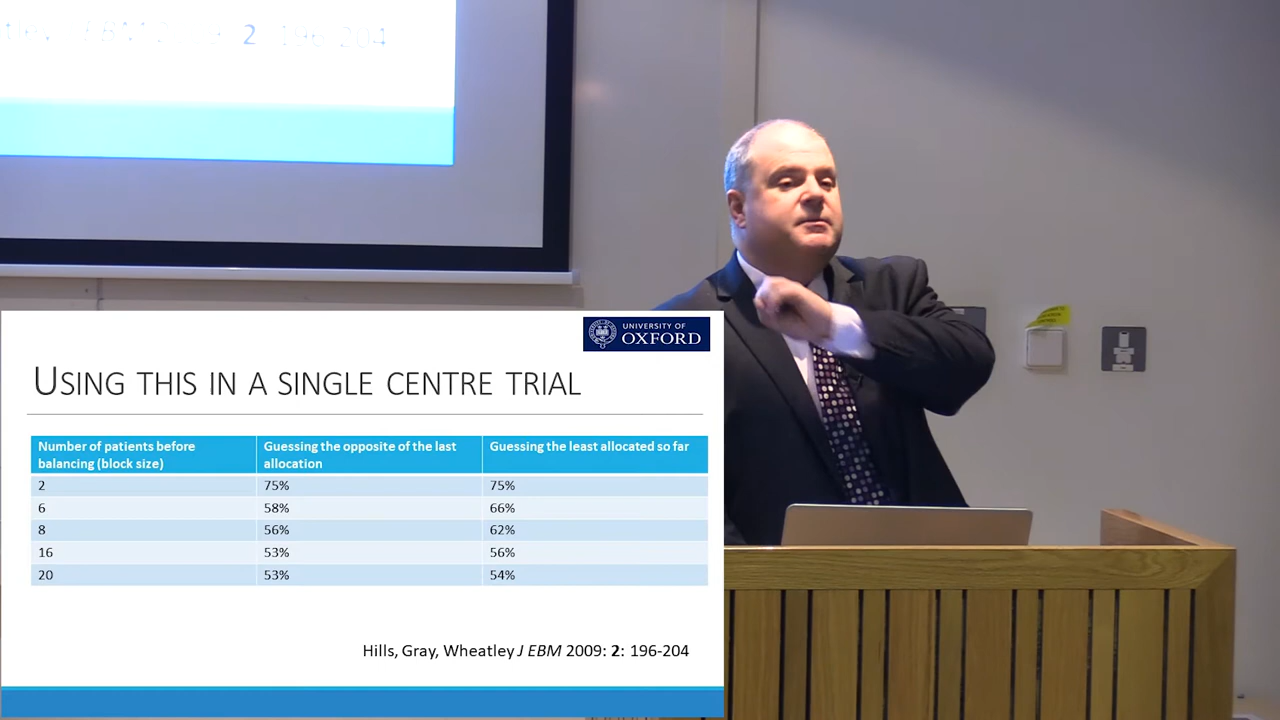 2 196-204
UNIVERSITY OF
OXFORD
USING THIS IN A SINGLE CENTRE TRIAL
Number of patients before balancing (block size) Guessing the opposite of the last allocation Guessing the least allocated so far
2 75% 75%
6 58% 66%
8 56% 62%
16 53% 56%
20 53% 54%
Hills, Gray, Wheatley J EBM 2009: 2: 196-204